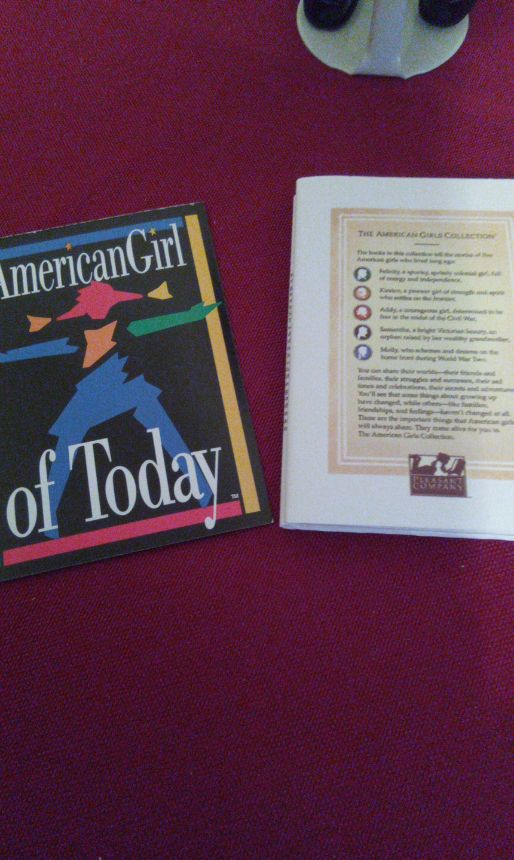 AmericanGirl
of Today
™
THE AMERICAN GIRLS COLLECTION®
The books in this collection tell the stories of five
American girls who lived long ago:
Felicity, a spunky, spritely colonial girl, full
of energy and independence.
Kirsten, a pioneer girl of strength and spirit
who settles on the frontier.
Addy, a courageous girl, determined to be
free in the midst of the Civil War.
Samantha, a bright Victorian beauty, an
orphan raised by her wealthy grandmother.
Molly, who schemes and dreams on the
home front during World War Two.
You can share their worlds—their friends and
families, their struggles and successes, their sad
times and celebrations, their secrets and adventures.
You'll see that some things about growing up
have changed, while others—like families,
friendships, and feelings—haven't changed at all.
These are the important things that American girls
will always share. They come alive for you in
The American Girls Collection.
PLEASANT
COMPANY